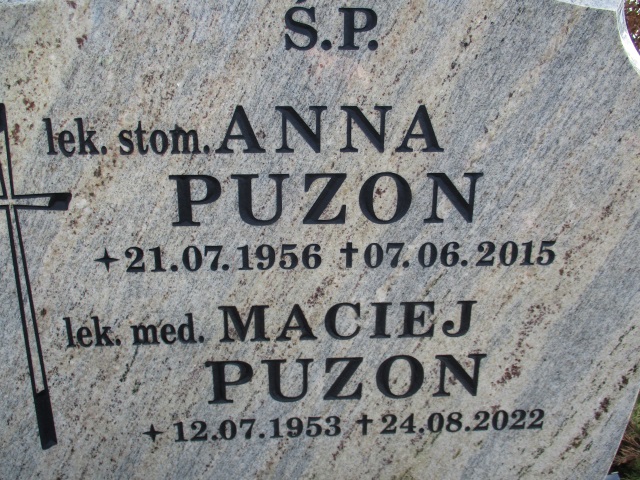 Ś.P.
lek. stom. ANNA
PUZON
21.07.1956 †07.06.2015
lek. med. MACIEJ
PUZON
12.07.1953 †24.08.2022